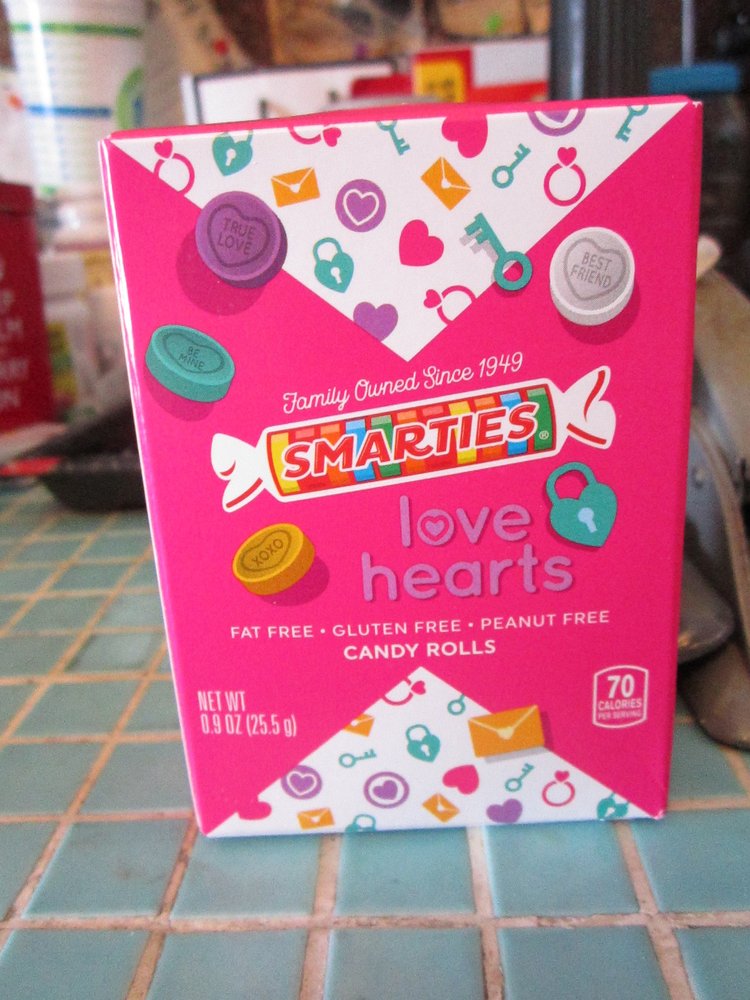 TRUE
LOVE
BEST
FRIEND
BE
MINE
Family Owned Since 1949
SMARTIES®
love
hearts
XOXO
FAT FREE • GLUTEN FREE • PEANUT FREE
CANDY ROLLS
NET WT
0.9 OZ (25.5 g)
70
CALORIES
PER SERVING